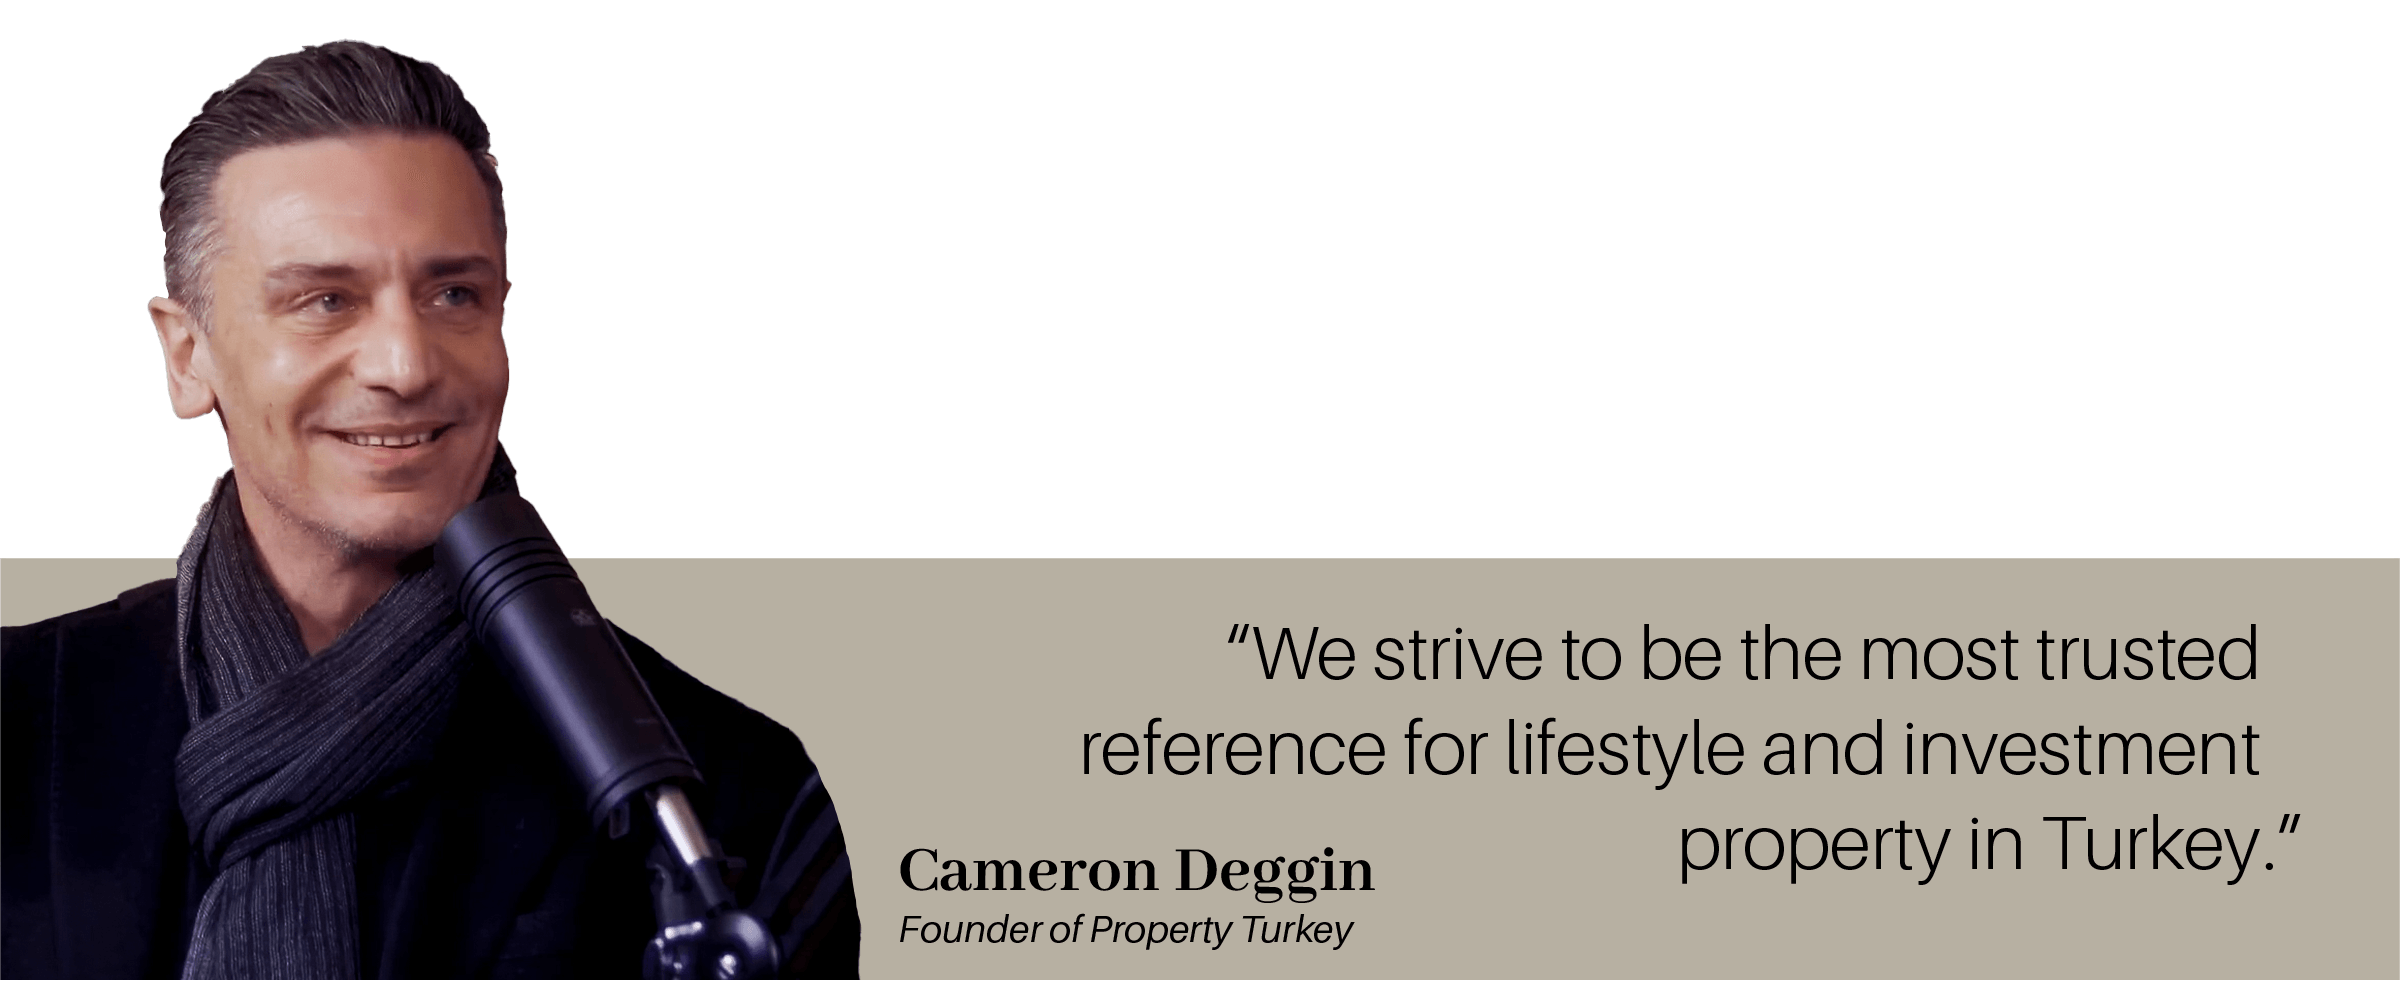 “We strive to be the most trusted
reference for lifestyle and investment
property in Turkey.”
Cameron Deggin
Founder of Property Turkey